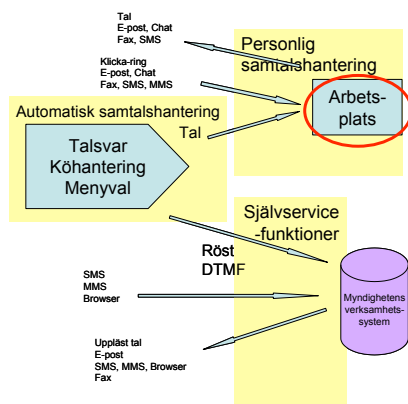 Tal
E-post, Chat
Fax, SMS
Personlig
samtalshantering
Klicka-ring
E-post, Chat
Fax, SMS, MMS
Arbets-
plats
Automatisk samtalshantering
Tal
Talsvar
Köhantering
Menyval
Självservice
-funktioner
Röst
DTMF
SMS
MMS
Browser
Myndighetens
verksamhets-
system
Uppläst tal
E-post
SMS, MMS, Browser
Fax